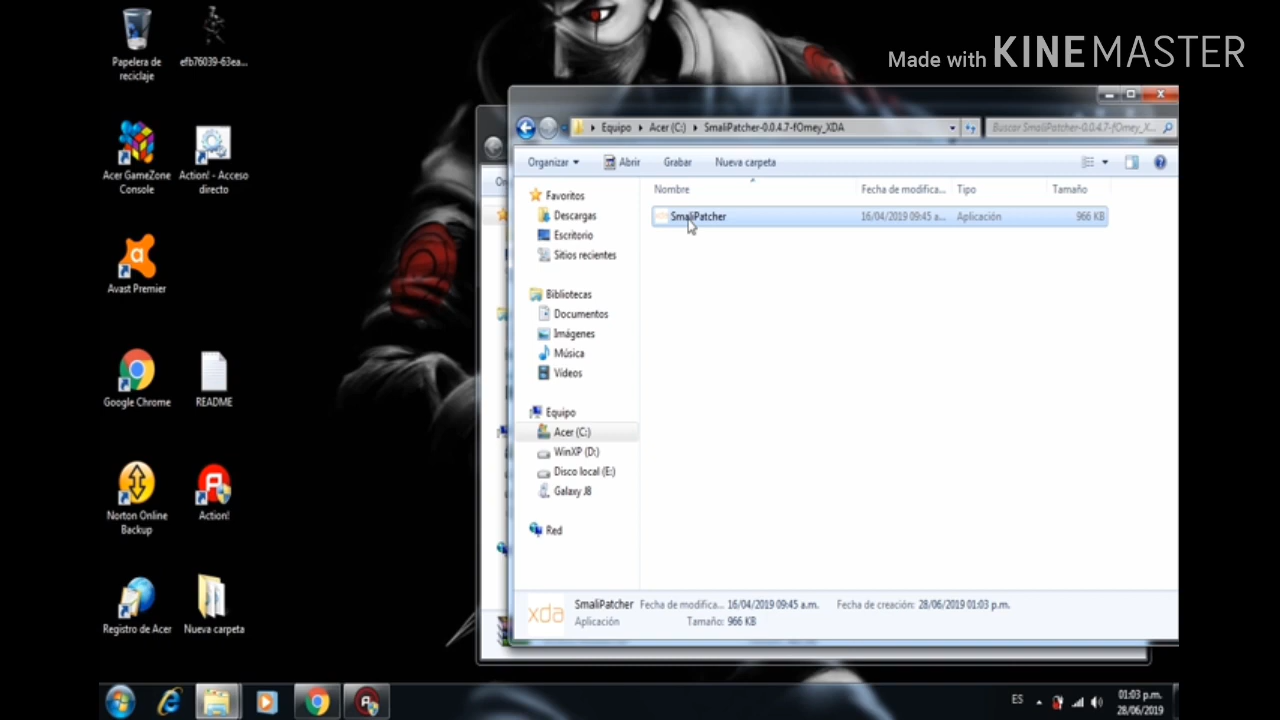 Made with KINEMASTER
Papelera de
reciclaje
efb76039-63ea...
Acer GameZone
Console
Action! - Acceso
directo
Avast Premier
Google Chrome
README
Norton Online
Backup
Action!
Registro de Acer
Nueva carpeta
Equipo
Acer (C:)
SmaliPatcher-0.0.4.7-fOmey_XDA
Buscar SmaliPatcher-0.0.4.7-fOmey_X...
Organizar
Abrir
Grabar
Nueva carpeta
Nombre
Fecha de modifica...
Tipo
Tamaño
SmaliPatcher
16/04/2019 09:45 a...
Aplicación
966 KB
Favoritos
Descargas
Escritorio
Sitios recientes
Bibliotecas
Documentos
Imágenes
Música
Vídeos
Equipo
Acer (C:)
WinXP (D:)
Disco local (E:)
Galaxy J8
Red
xda
SmaliPatcher Fecha de modifica... 16/04/2019 09:45 a.m. Fecha de creación: 28/06/2019 01:03 p.m.
Aplicación Tamaño: 966 KB
ES
01:03 p.m.
28/06/2019